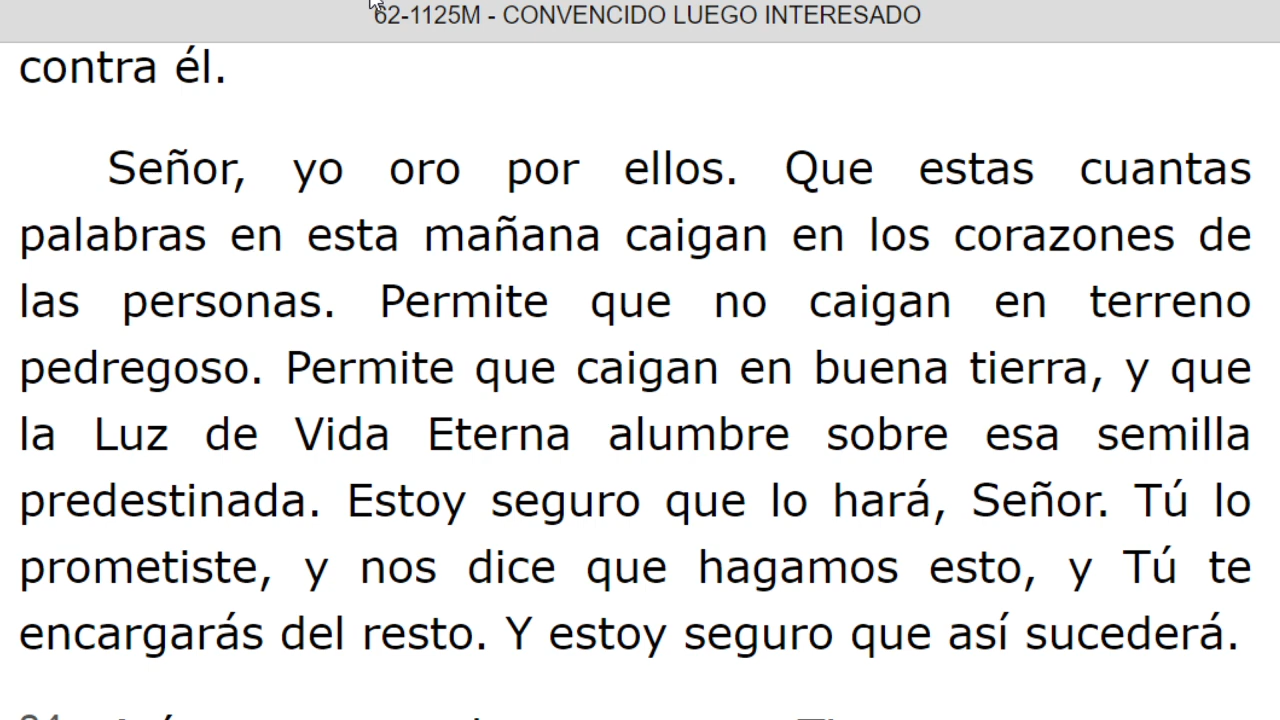 62-1125M - CONVENCIDO LUEGO INTERESADO
contra él.
Señor, yo oro por ellos. Que estas cuantas
palabras en esta mañana caigan en los corazones de
las personas. Permite que no caigan en terreno
pedregoso. Permite que caigan en buena tierra, y que
la Luz de Vida Eterna alumbre sobre esa semilla
predestinada. Estoy seguro que lo hará, Señor. Tú lo
prometiste, y nos dice que hagamos esto, y Tú te
encargarás del resto. Y estoy seguro que así sucederá.